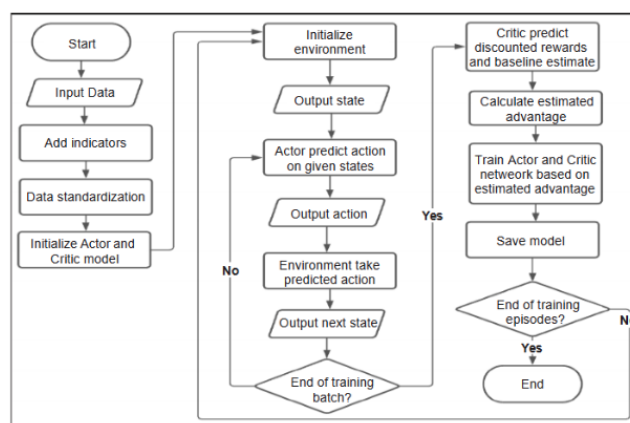 Start
Input Data
Add indicators
Data standardization
Initialize Actor and
Critic model
Initialize
environment
Output state
Actor predict action
on given states
Output action
No
Environment take
predicted action
Output next state
End of training
batch?
Yes
Critic predict
discounted rewards
and baseline estimate
Calculate estimated
advantage
Train Actor and Critic
netweork based on
estimated advantage
Save model
End of training
episodes?
Yes
End